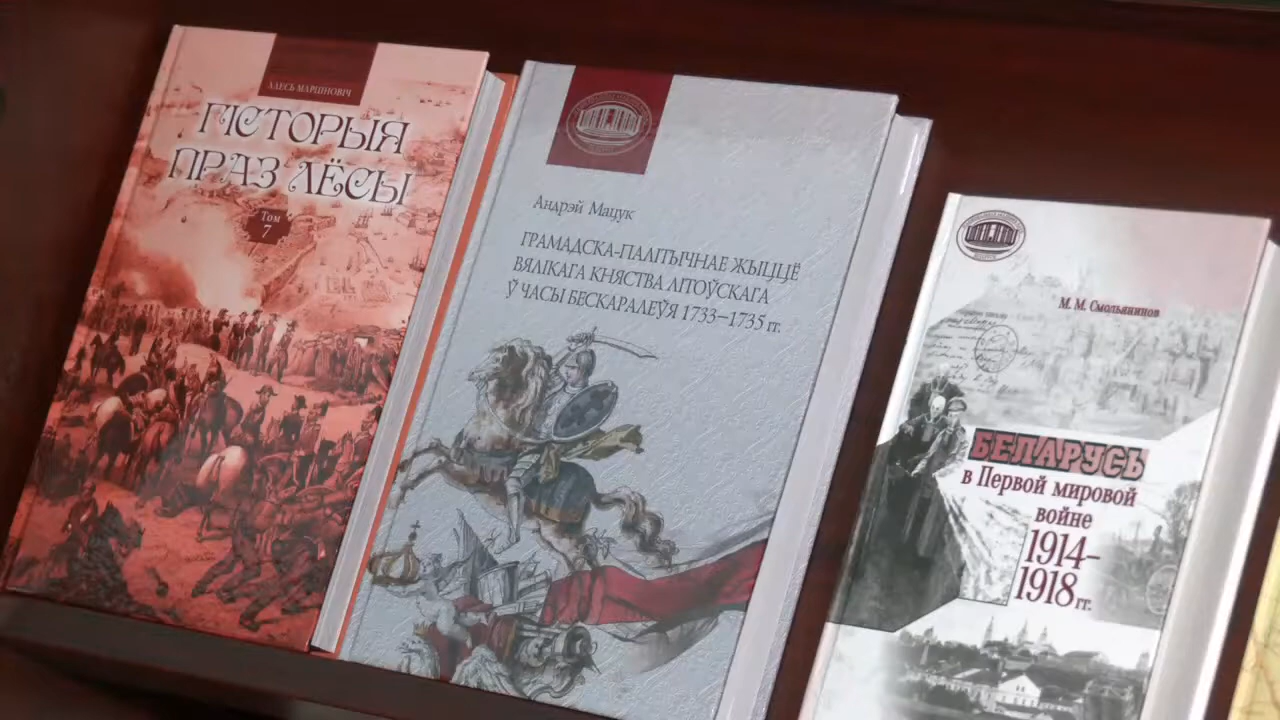 АЛЕСЬ МАРЦІНОВІЧ
ГІСТОРЫЯ
ПРАЗ ЛЁСЫ
Том
7
Андрэй Мацук
ГРАМАДСКА-ПАЛІТЫЧНАЕ ЖЫЦЦЁ
ВЯЛІКАГА КНЯСТВА ЛІТОЎСКАГА
Ў ЧАСЫ БЕСКАРАЛЕЎЯ 1733–1735 гг.
М. М. Смольянинов
БЕЛАРУСЬ
в Первой мировой
войне
1914–
1918 гг.